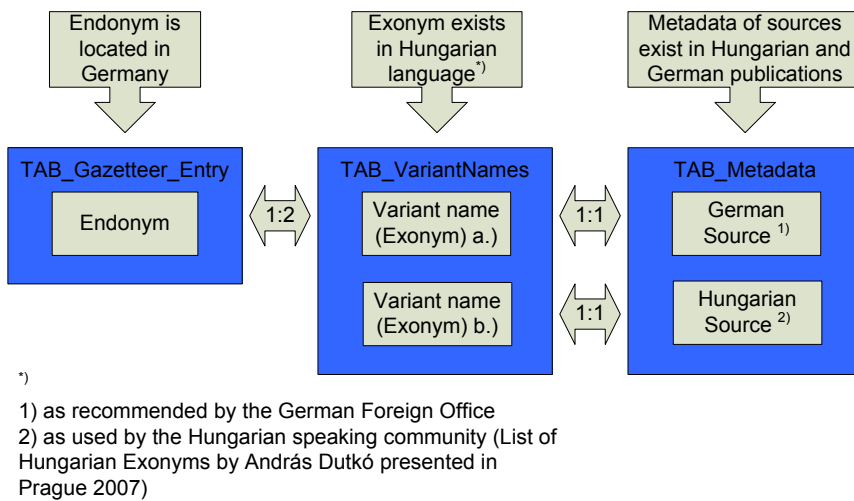 Endonym is
located in
Germany
Exonym exists
in Hungarian
language*)
Metadata of sources
exist in Hungarian and
German publications
TAB_Gazetteer_Entry
Endonym
1:2
TAB_VariantNames
Variant name
(Exonym) a.)
Variant name
(Exonym) b.)
1:1
1:1
TAB_Metadata
German
Source 1)
Hungarian
Source 2)
*)
1) as recommended by the German Foreign Office
2) as used by the Hungarian speaking community (List of
Hungarian Exonyms by András Dutkó presented in
Prague 2007)